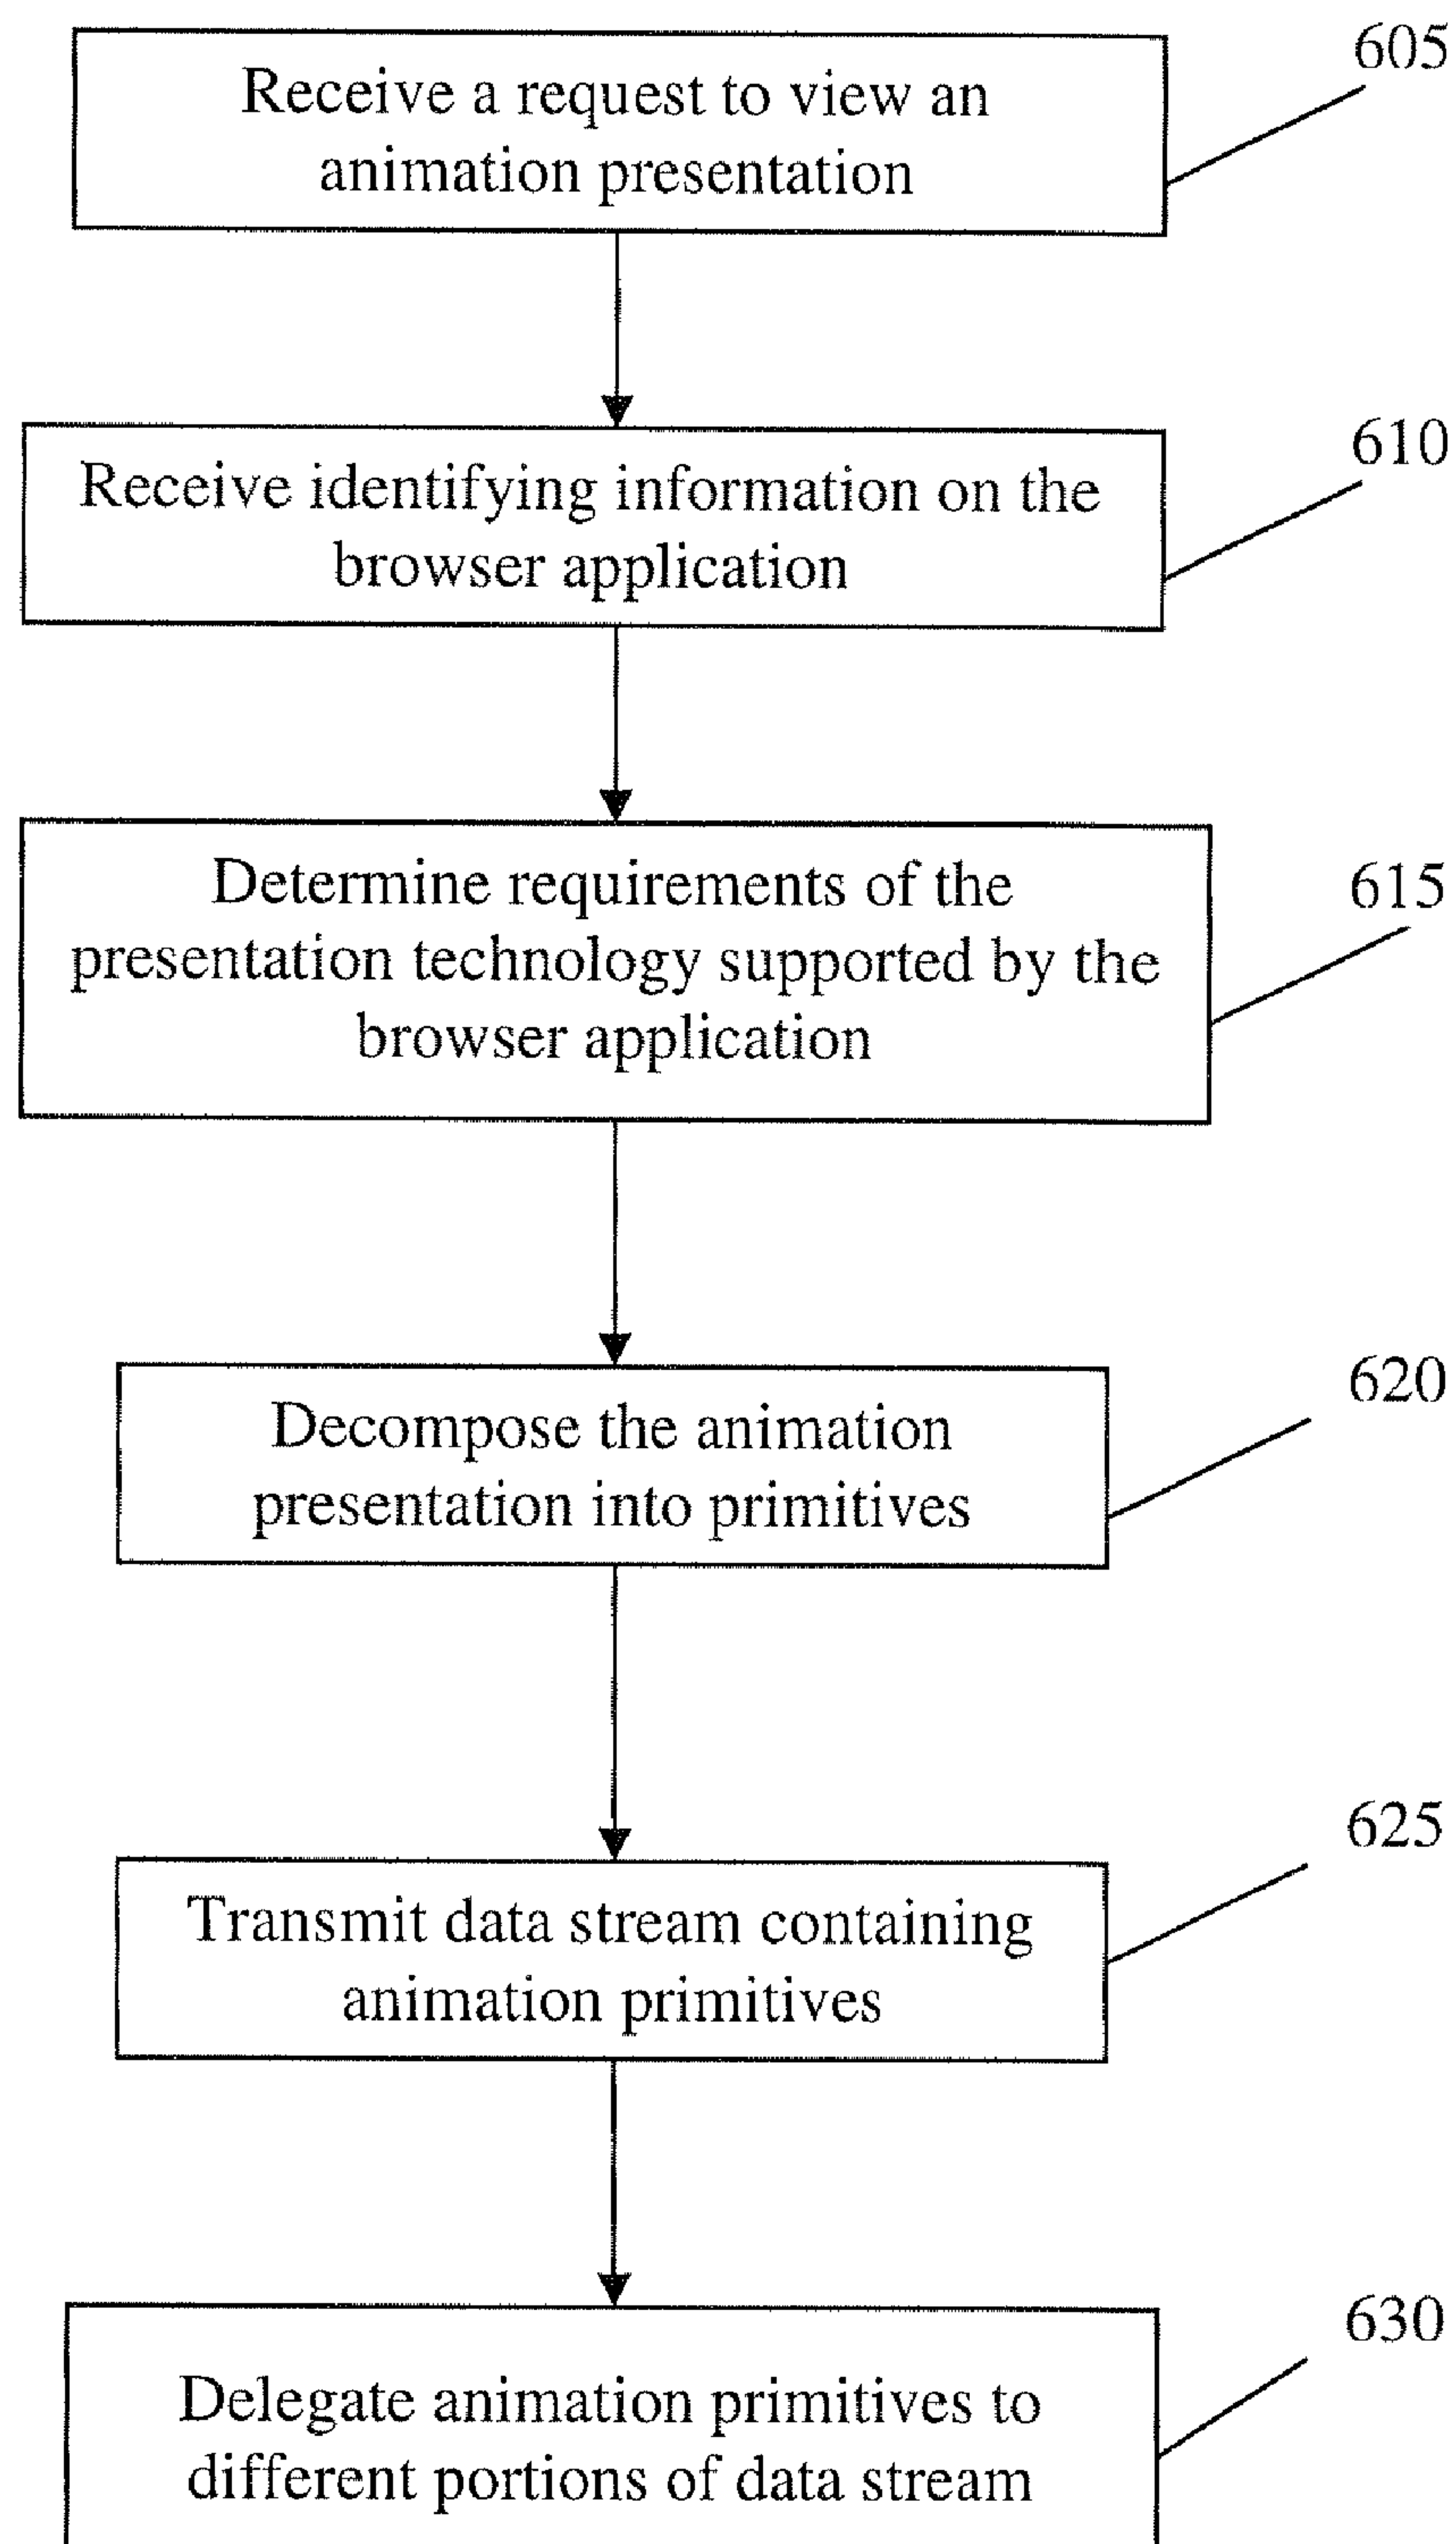 605
Receive a request to view an
animation presentation
610
Receive identifying information on the
browser application
615
Determine requirements of the
presentation technology supported by the
browser application
620
Decompose the animation
presentation into primitives
625
Transmit data stream containing
animation primitives
630
Delegate animation primitives to
different portions of data stream